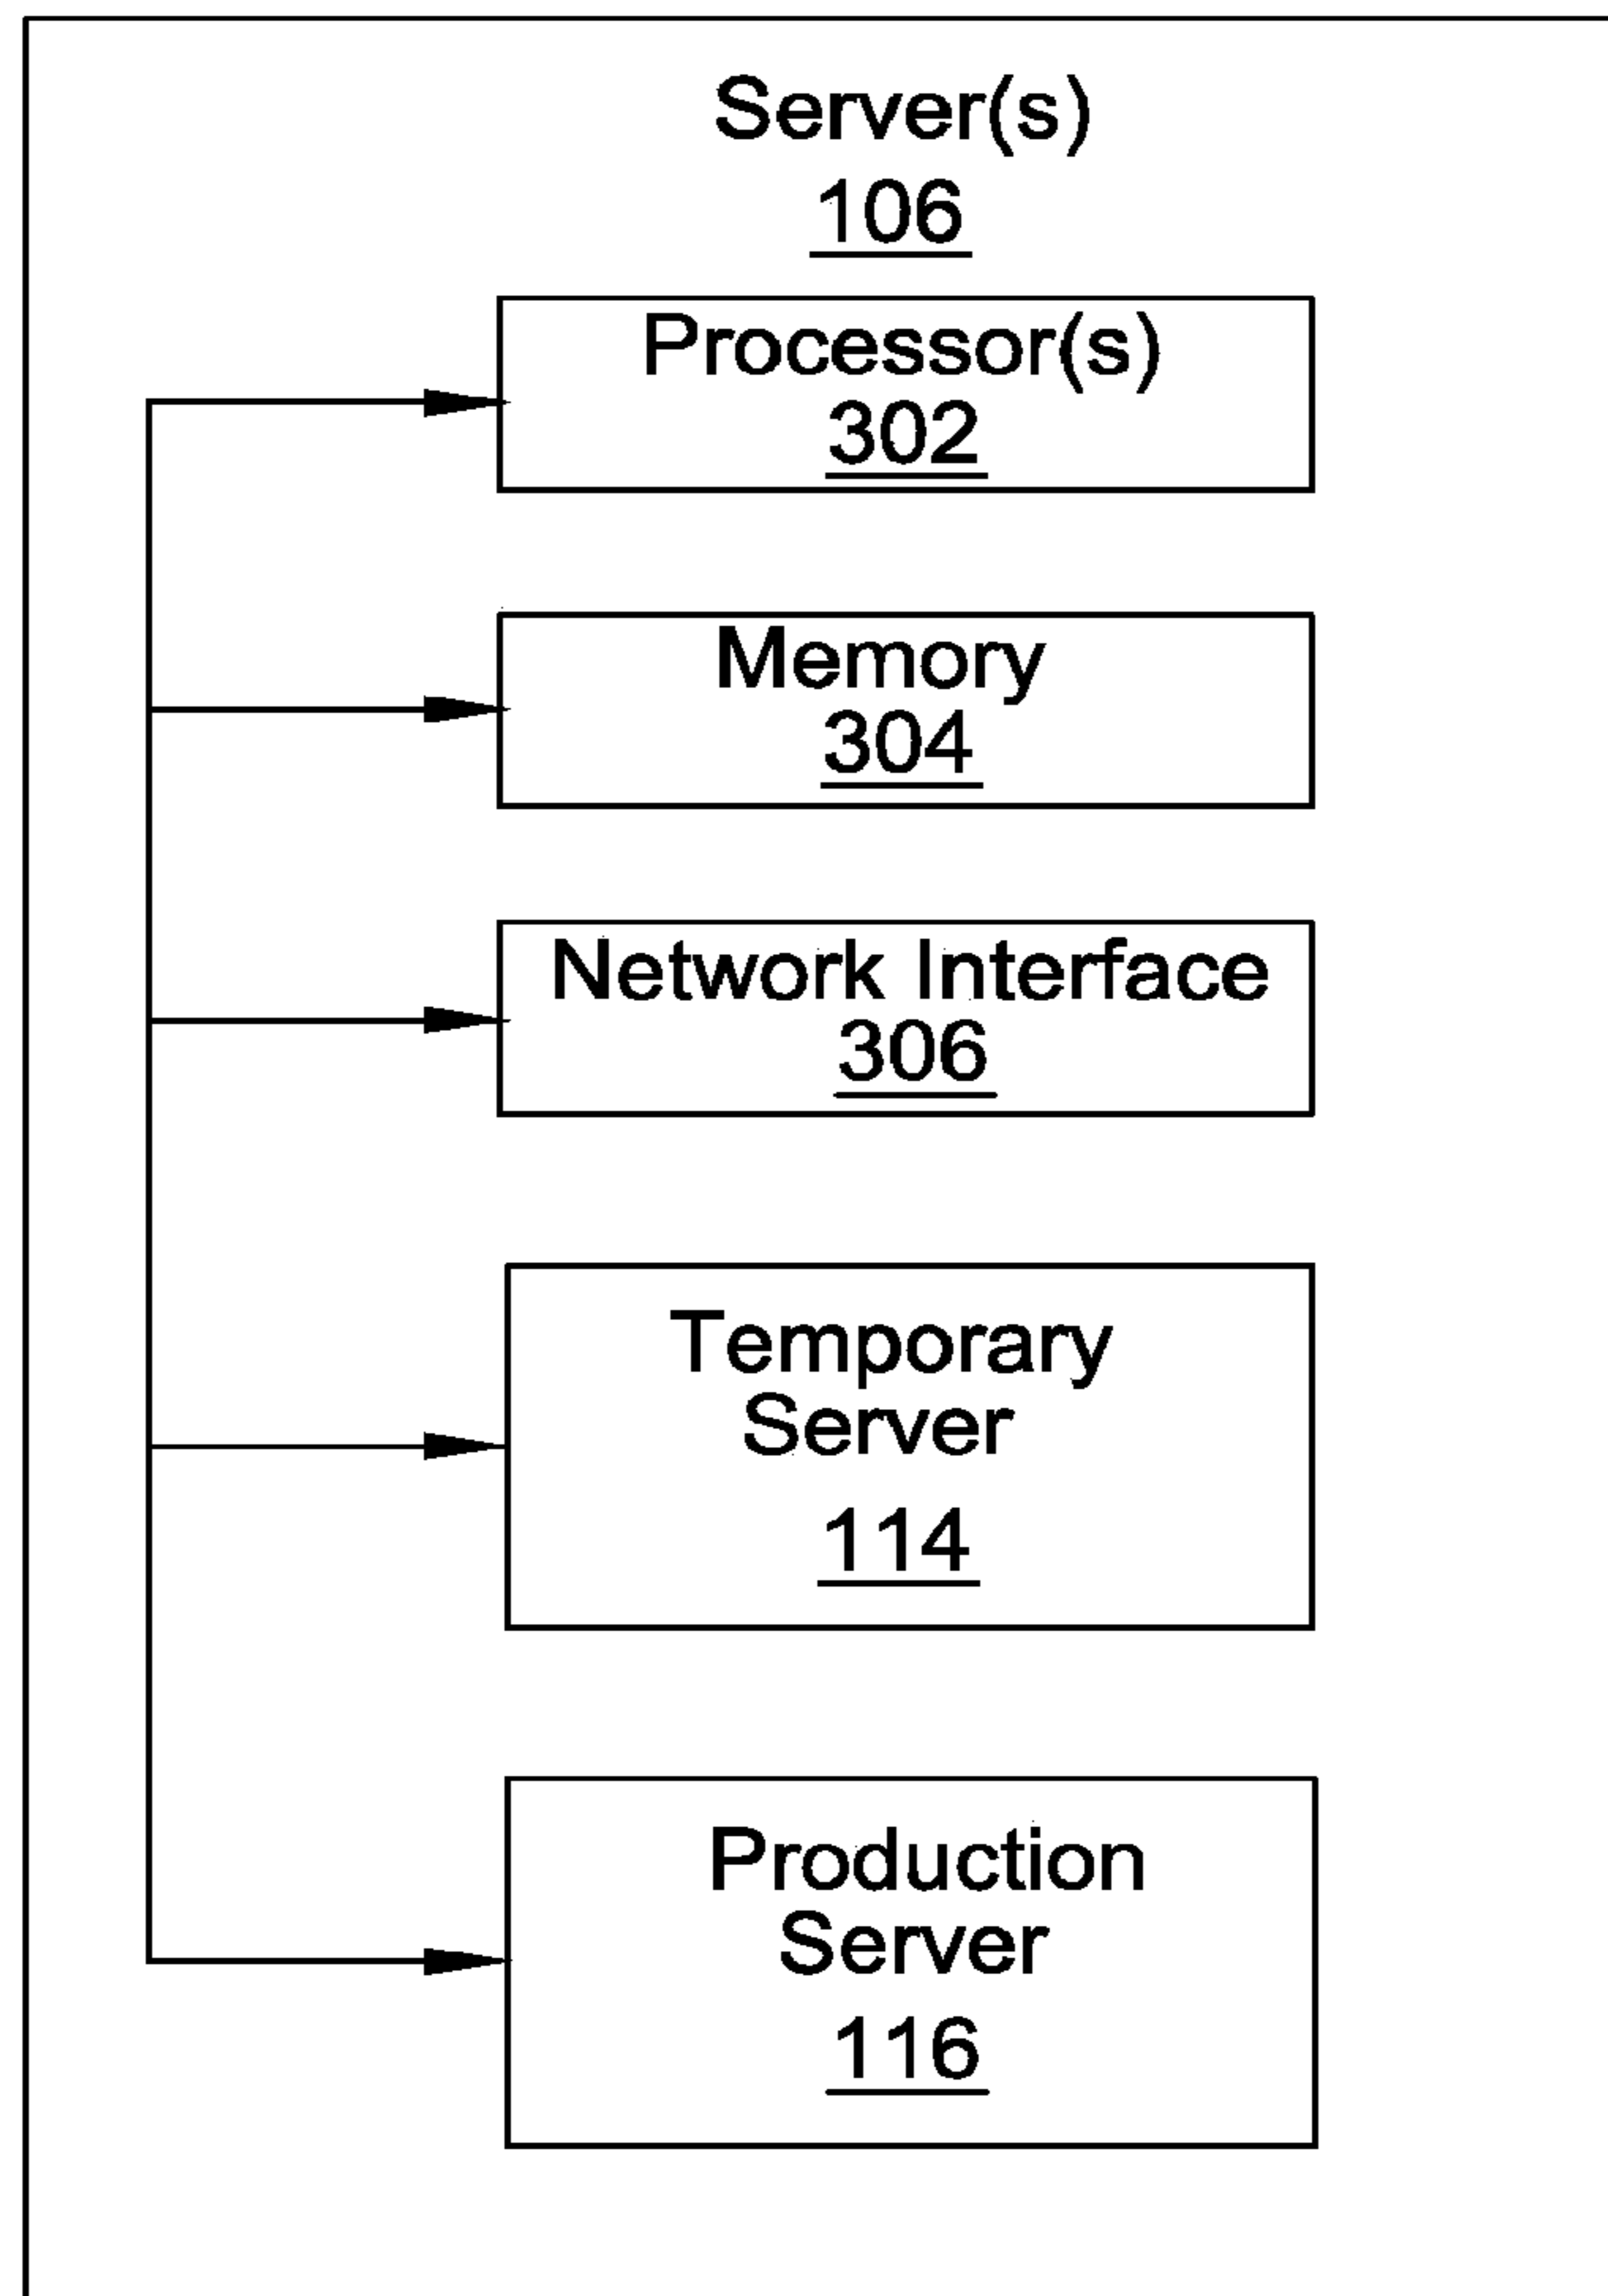 Server(s)
106
Processor(s)
302
Memory
304
Network Interface
306
Temporary
Server
114
Production
Server
116